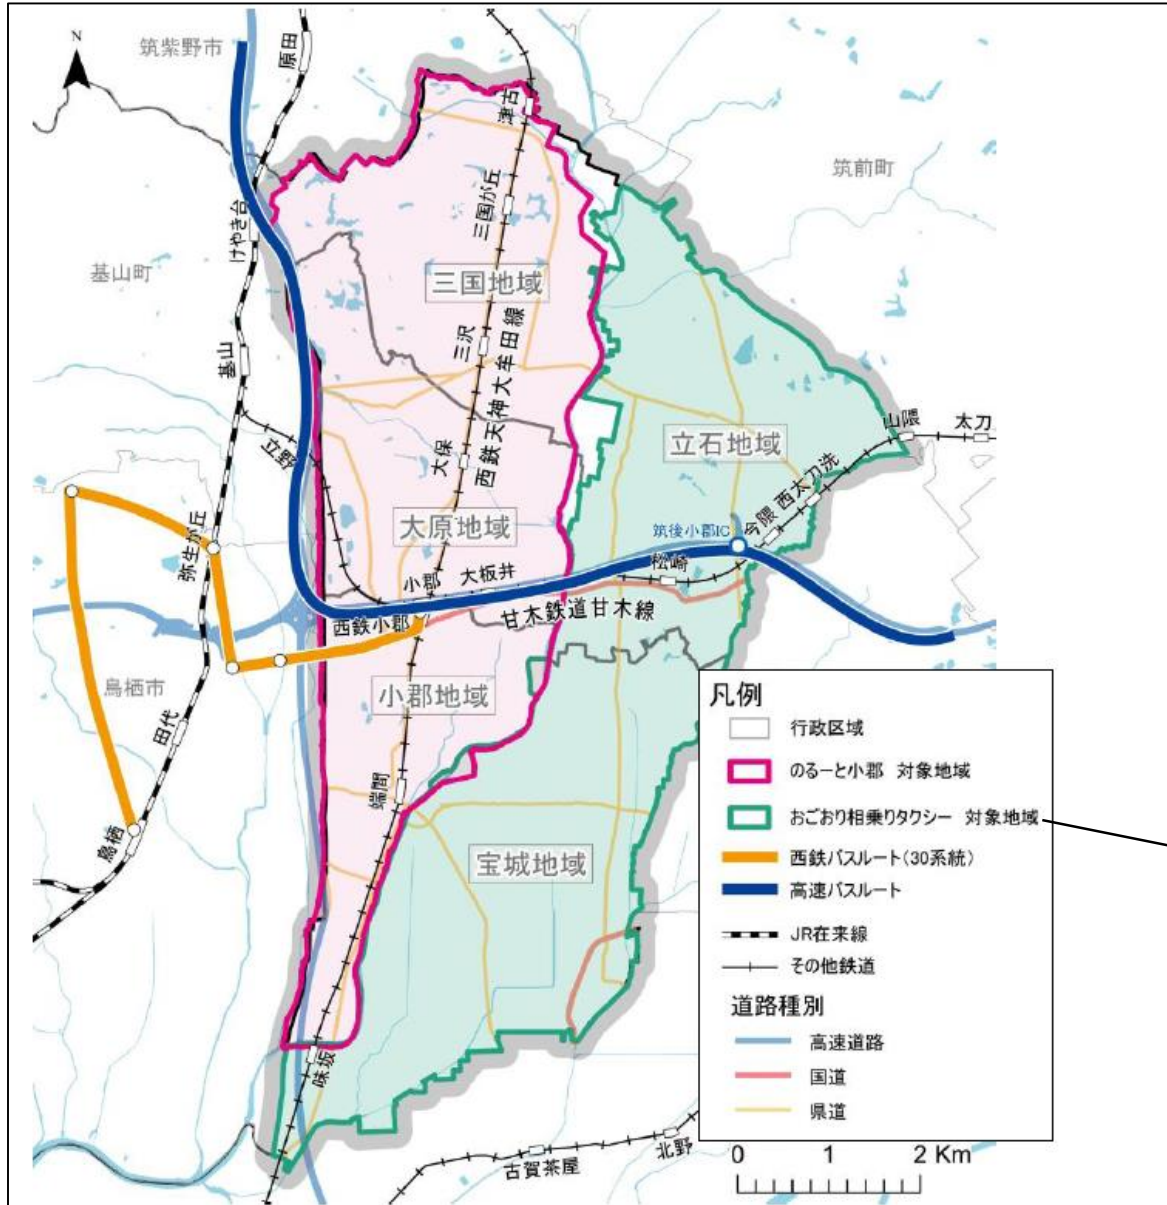 N
筑紫野市
原田
津古
筑前町
けやき台
三国が丘
基山町
三国地域
基山
三沢
西鉄天神大牟田線
山隈
太刀
立野
大保
立石地域
今隈
西太刀洗
大原地域
筑後小郡IC
弥生が丘
小郡
大板井
松崎
西鉄小郡
甘木鉄道甘木線
鳥栖市
小郡地域
田代
端間
鳥栖
宝城地域
味坂
古賀茶屋
北野
凡例
行政区域
のるーと小郡 対象地域
おごおり相乗りタクシー 対象地域
西鉄バスルート(30系統)
高速バスルート
JR在来線
その他鉄道
道路種別
高速道路
国道
県道
0 1 2 Km